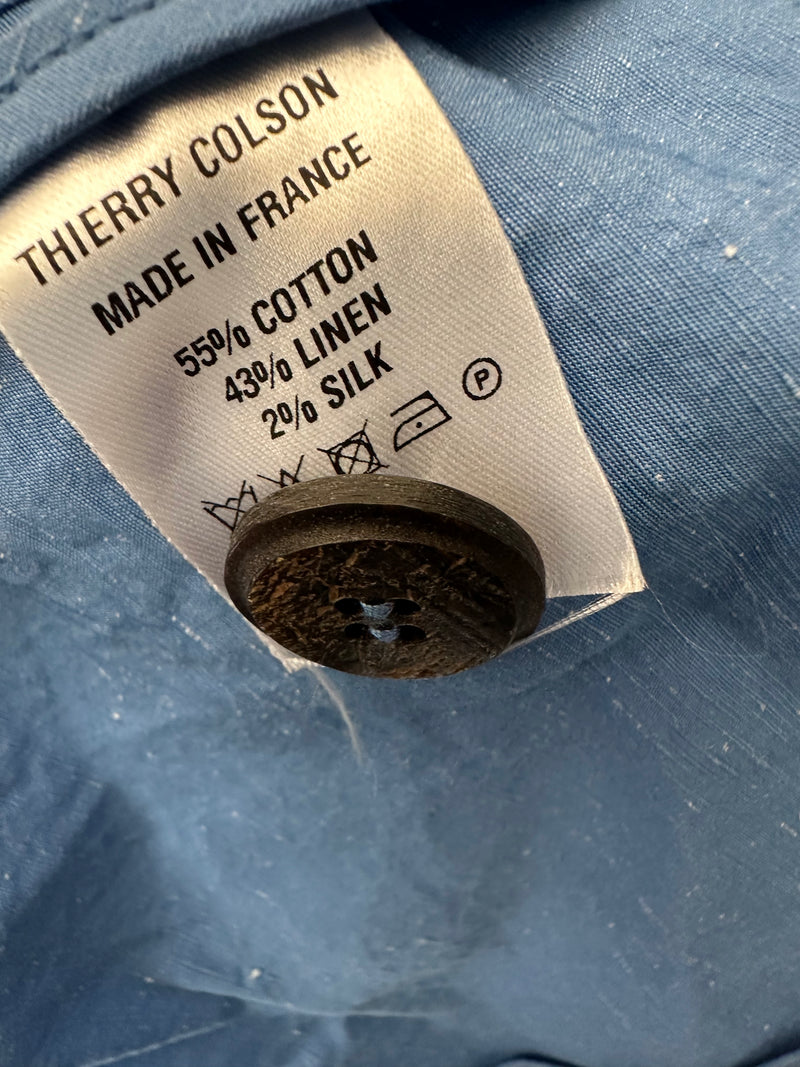 THIERRY COLSON
MADE IN FRANCE
55% COTTON
43% LINEN
2% SILK
P